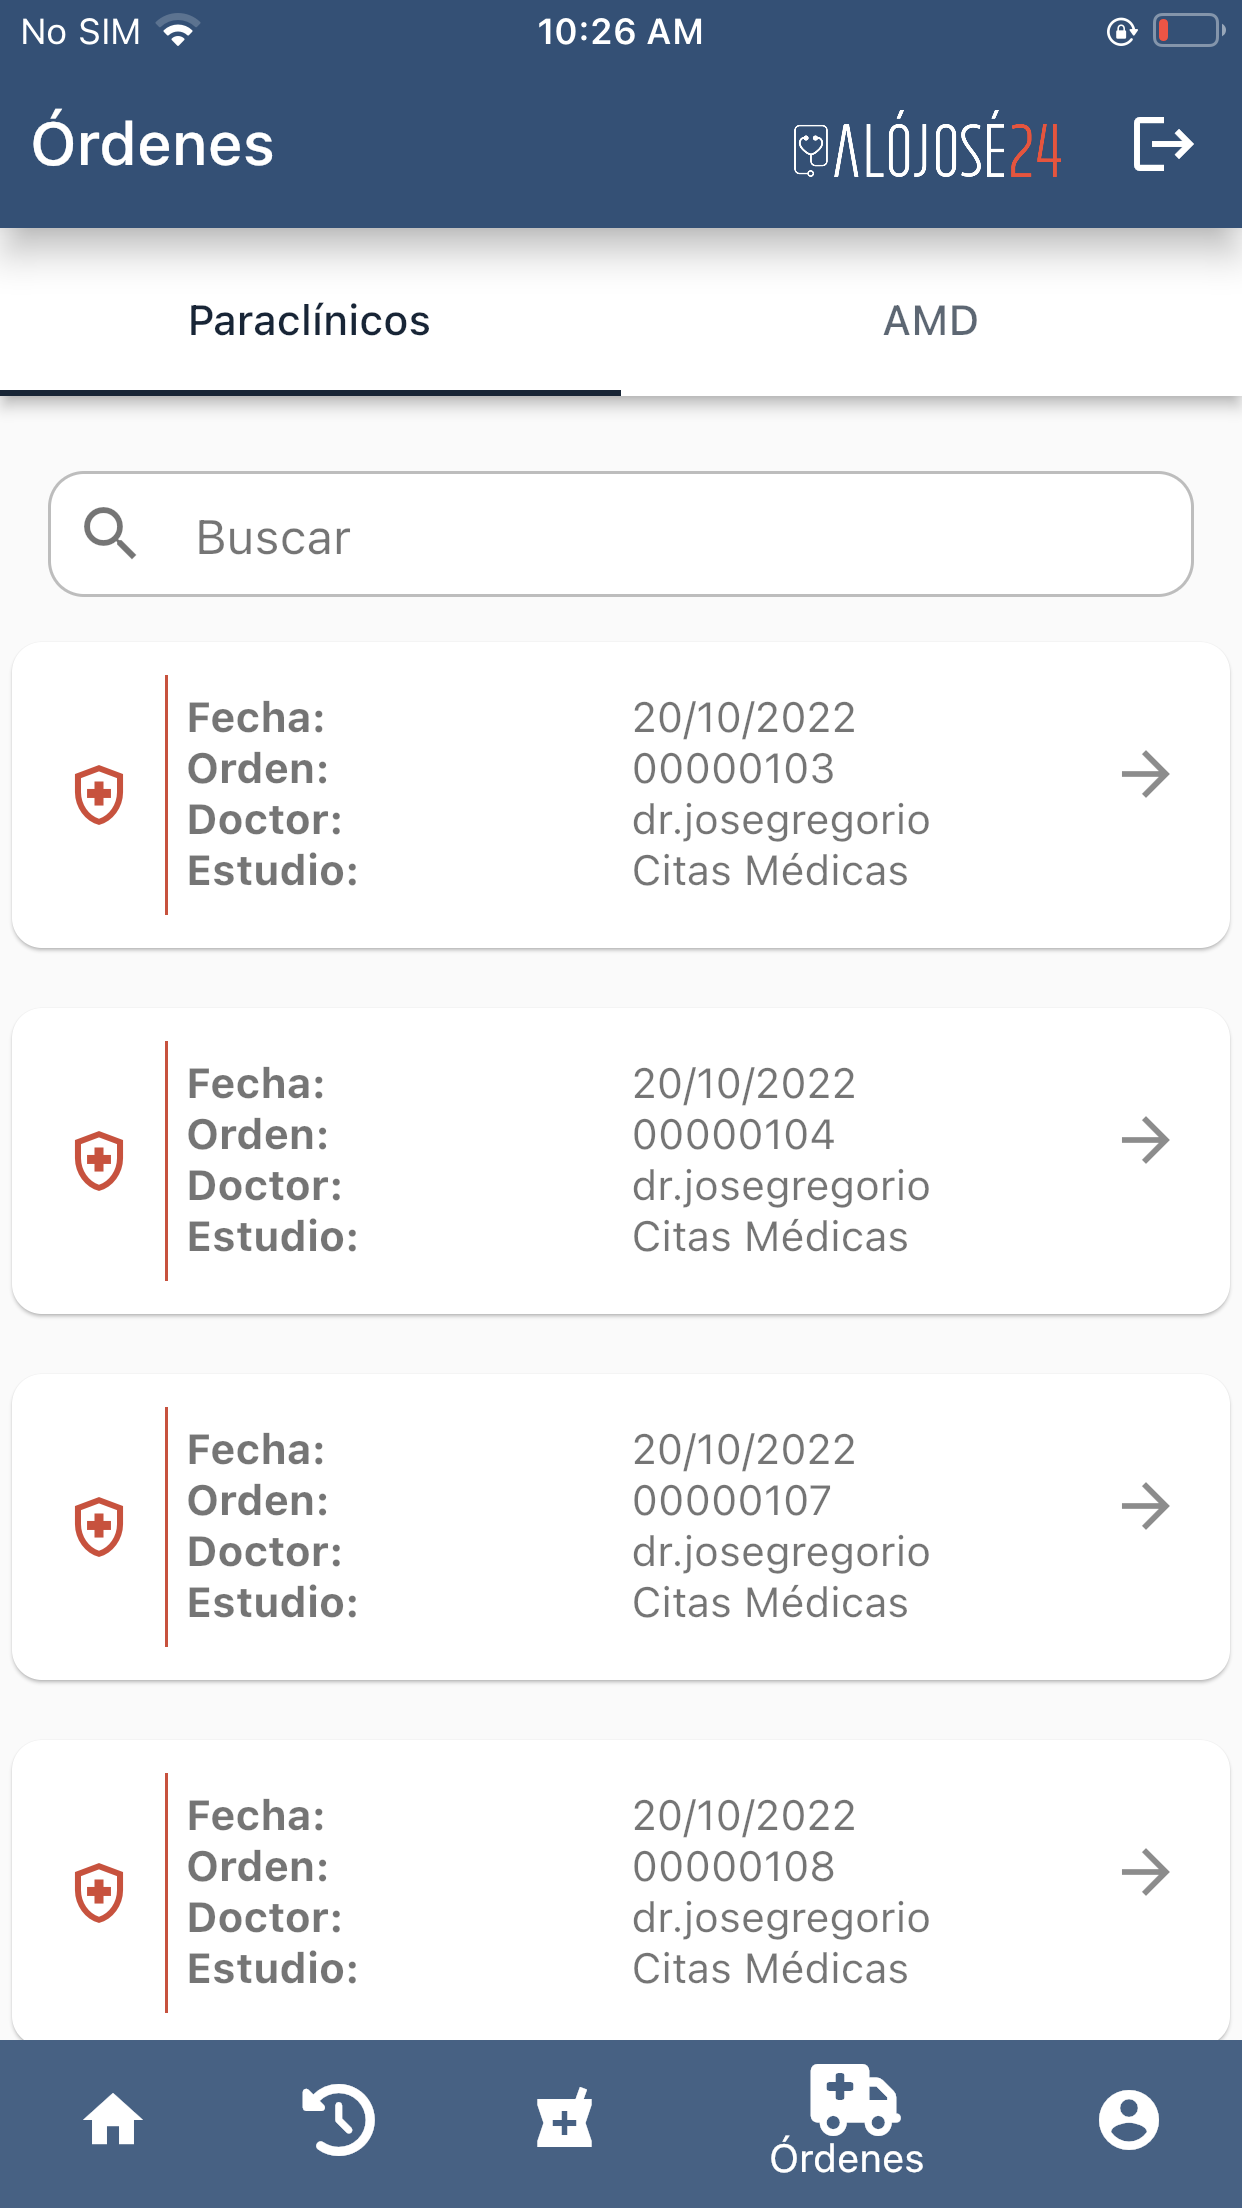 No SIM 10:26 AM
Órdenes ALÓJOSÉ24
Paraclínicos AMD
Buscar
Fecha: 20/10/2022
Orden: 00000103
Doctor: dr.josegregorio
Estudio: Citas Médicas
Fecha: 20/10/2022
Orden: 00000104
Doctor: dr.josegregorio
Estudio: Citas Médicas
Fecha: 20/10/2022
Orden: 00000107
Doctor: dr.josegregorio
Estudio: Citas Médicas
Fecha: 20/10/2022
Orden: 00000108
Doctor: dr.josegregorio
Estudio: Citas Médicas
Órdenes